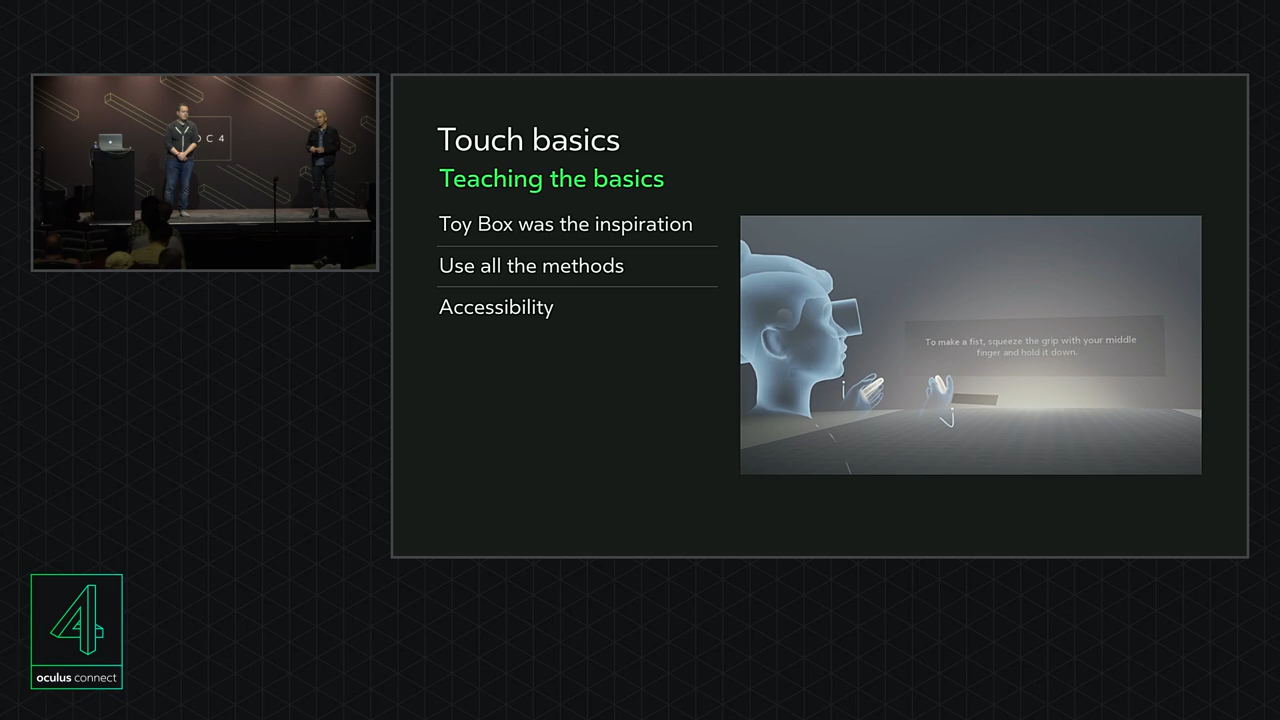 Touch basics
Teaching the basics
Toy Box was the inspiration
Use all the methods
Accessibility
To make a fist, squeeze the grip with your middle
finger and hold it down.
C 4
4
oculus connect